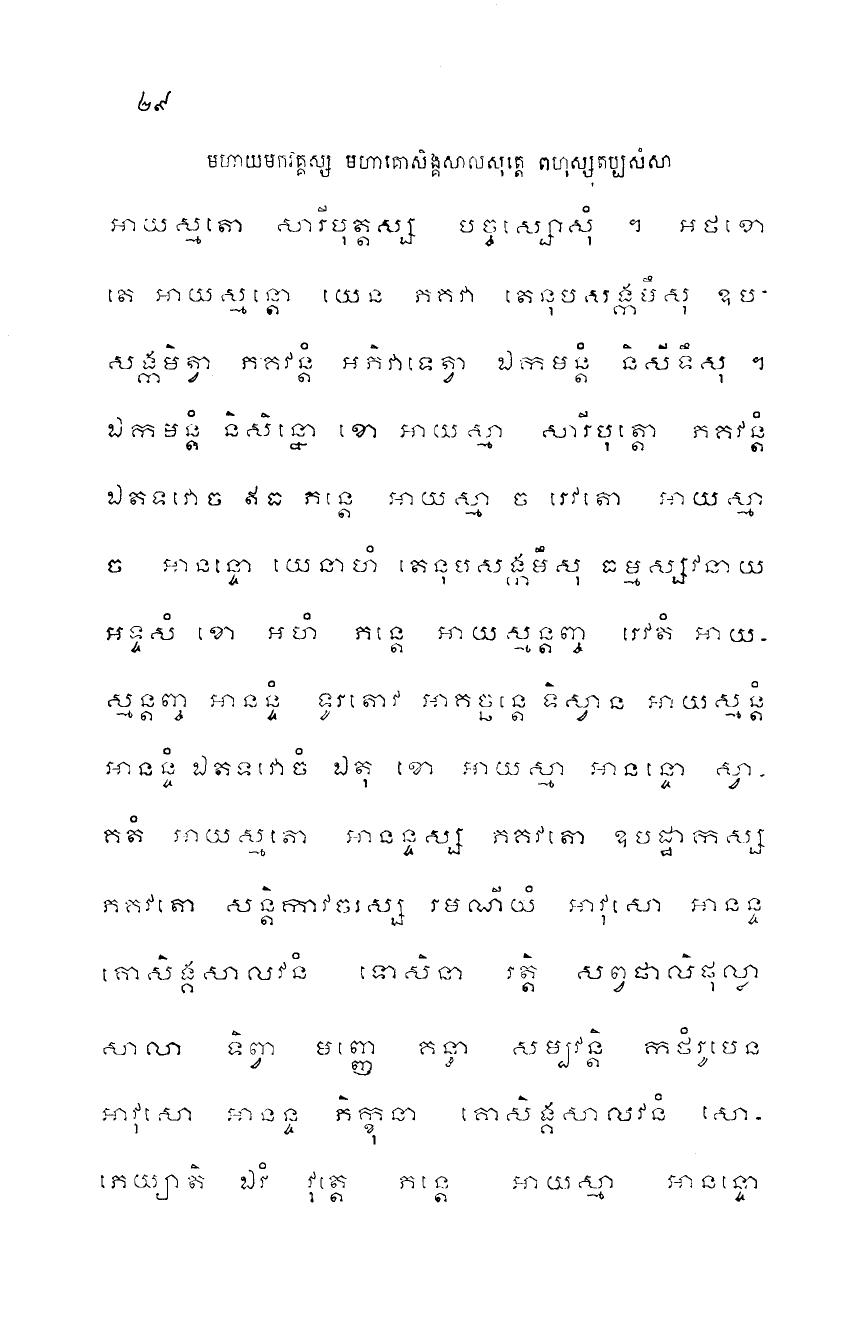 ២៩
មហាយមកវគ្គស្ស មហាគោសិង្គសាលសុត្តេ ពហុស្សុតប្បសំសា
អាយស្មតោ សារីបុត្តស្ស បច្ចស្សោសុំ ។ អថខោ
តេ អាយស្មន្តោ យេន ភគវា តេនុបសង្កមឹសុ ឧប-
សង្កមិត្វា ភគវន្តំ អភិវាទេត្វា ឯកមន្តំ និសីទឹសុ ។
ឯកមន្តំ និសិន្នោ ខោ អាយស្មា សារីបុត្តោ ភគវន្តំ
ឯតទវោច ឥធ ភន្តេ អាយស្មា ច រេវតោ អាយស្មា
ច អានន្ទោ យេនាហំ តេនុបសង្កមឹសុ ធម្មស្សវនាយ
អទ្ទសំ ខោ អហំ ភន្តេ អាយស្មន្តញ្ច រេវតំ អាយ-
ស្មន្តញ្ច អានន្ទំ ទូរតោវ អាគច្ឆន្តេ ទិស្វាន អាយស្មន្តំ
អានន្ទំ ឯតទវោចំ ឯតុ ខោ អាយស្មា អានន្ទោ ស្វា-
គតំ អាយស្មតោ អានន្ទស្ស ភគវតោ ឧបដ្ឋាកស្ស
ភគវតោ សន្តិកាវចរស្ស រមណីយំ អាវុសោ អានន្ទ
គោសិង្គសាលវនំ ទោសិនា រត្តិ សព្វផាលិផុល្លា
សាលា ទិព្វា មញ្ញេ គន្ធា សម្បវន្តិ កថំរូបេន
អាវុសោ អានន្ទ ភិក្ខុនា គោសិង្គសាលវនំ សោ-
ភេយ្យាតិ ឯវំ វុត្តេ ភន្តេ អាយស្មា អានន្ទោ